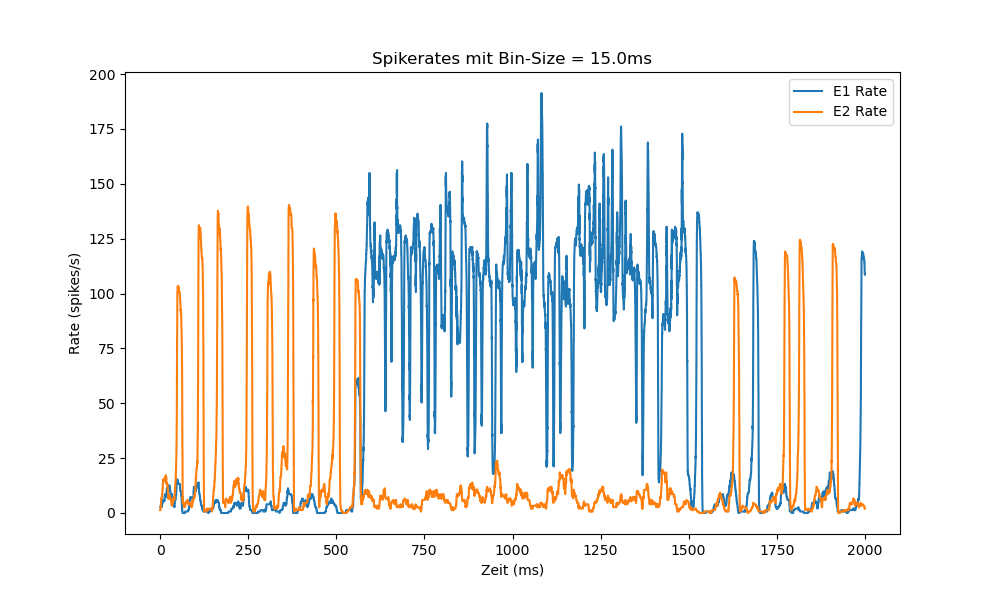 Spikerates mit Bin-Size = 15.0ms
E1 Rate
E2 Rate
200
175
150
125
100
75
50
25
0
Rate (spikes/s)
0 250 500 750 1000 1250 1500 1750 2000
Zeit (ms)